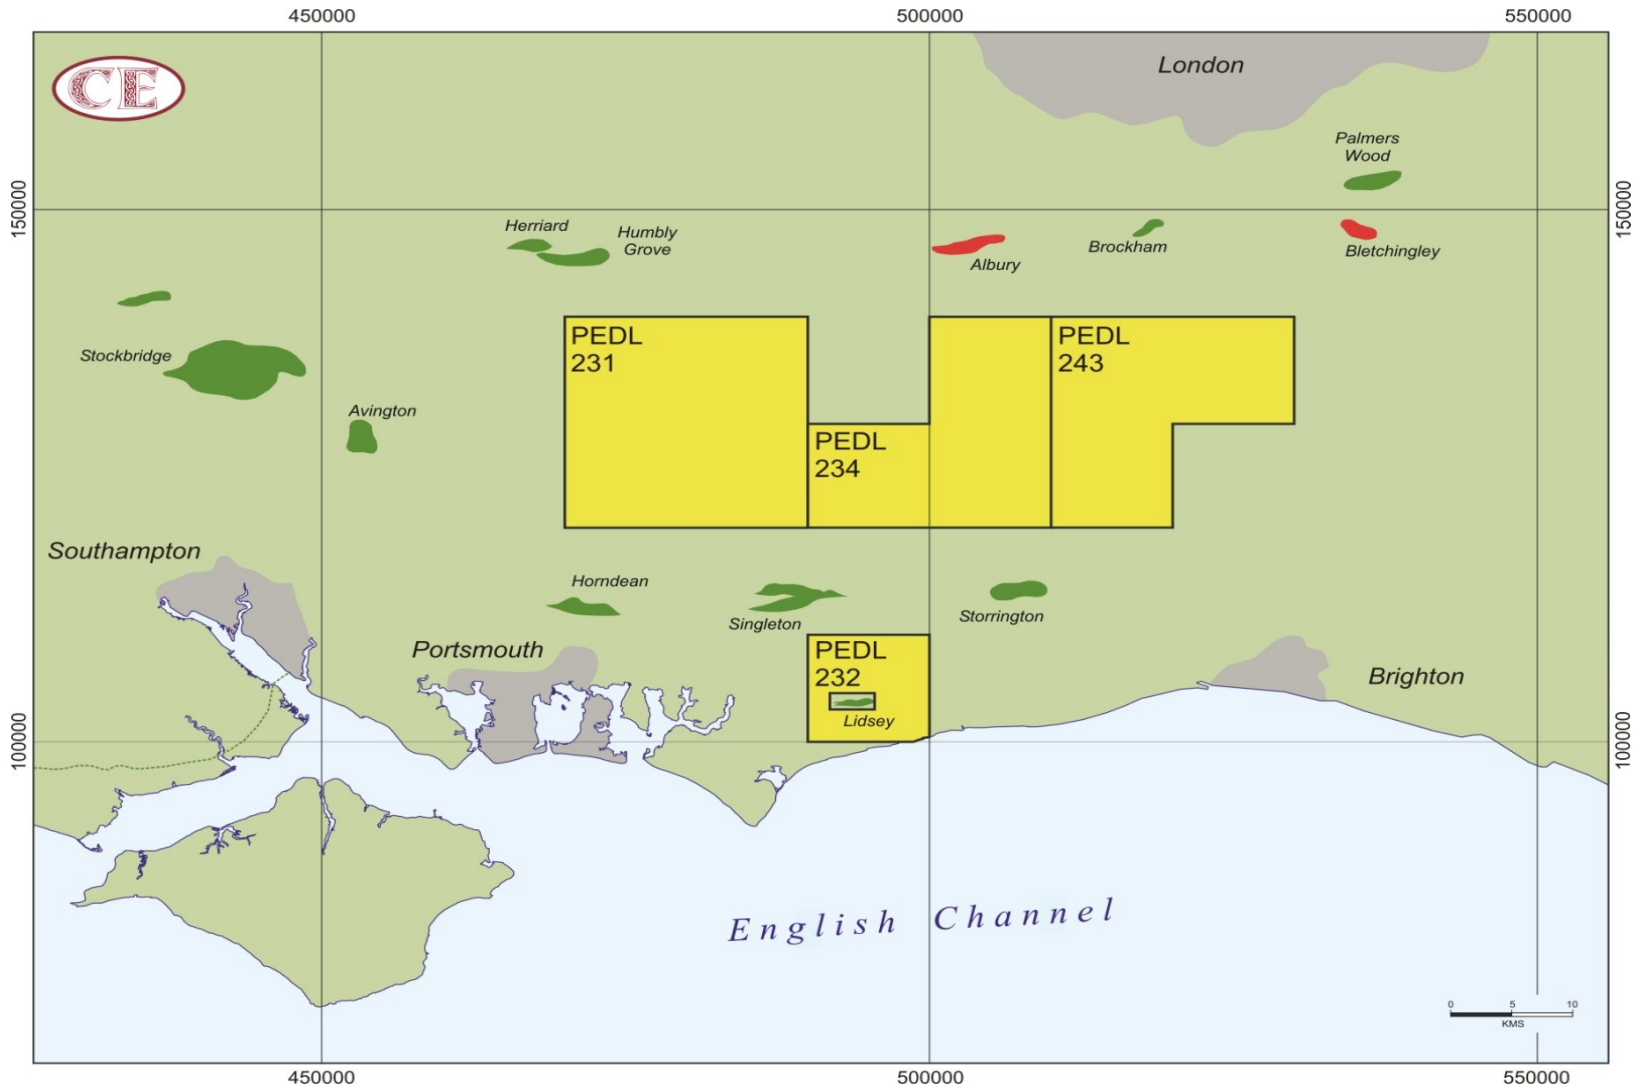 450000
500000
550000
CE
London
Palmers
Wood
150000
150000
Herriard
Humbly
Grove
Albury
Brockham
Bletchingley
PEDL
231
PEDL
243
Stockbridge
Avington
PEDL
234
Southampton
Horndean
Singleton
Storrington
Portsmouth
PEDL
232
Lidsey
Brighton
100000
100000
English Channel
0 5 10
KMS
450000
500000
550000